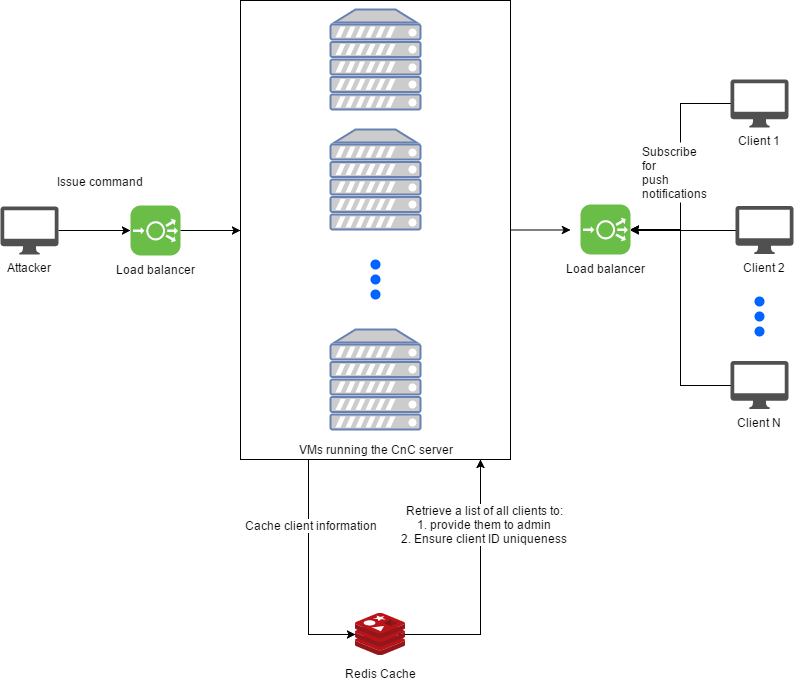 Issue command
Attacker
Load balancer
VMs running the CnC server
Load balancer
Subscribe
for
push
notifications
Client 1
Client 2
Client N
Cache client information
Retrieve a list of all clients to:
1. provide them to admin
2. Ensure client ID uniqueness
Redis Cache